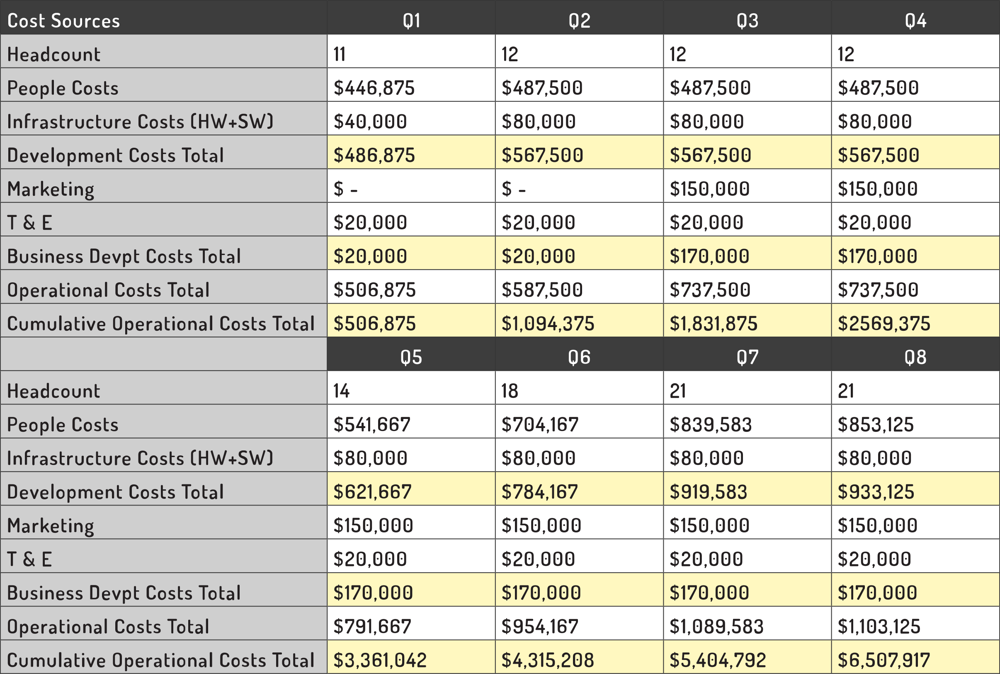 Cost Sources Q1 Q2 Q3 Q4
Headcount 11 12 12 12
People Costs $446,875 $487,500 $487,500 $487,500
Infrastructure Costs (HW+SW) $40,000 $80,000 $80,000 $80,000
Development Costs Total $486,875 $567,500 $567,500 $567,500
Marketing $ - $ - $150,000 $150,000
T & E $20,000 $20,000 $20,000 $20,000
Business Devpt Costs Total $20,000 $20,000 $170,000 $170,000
Operational Costs Total $506,875 $587,500 $737,500 $737,500
Cumulative Operational Costs Total $506,875 $1,094,375 $1,831,875 $2569,375
Q5 Q6 Q7 Q8
Headcount 14 18 21 21
People Costs $541,667 $704,167 $839,583 $853,125
Infrastructure Costs (HW+SW) $80,000 $80,000 $80,000 $80,000
Development Costs Total $621,667 $784,167 $919,583 $933,125
Marketing $150,000 $150,000 $150,000 $150,000
T & E $20,000 $20,000 $20,000 $20,000
Business Devpt Costs Total $170,000 $170,000 $170,000 $170,000
Operational Costs Total $791,667 $954,167 $1,089,583 $1,103,125
Cumulative Operational Costs Total $3,361,042 $4,315,208 $5,404,792 $6,507,917